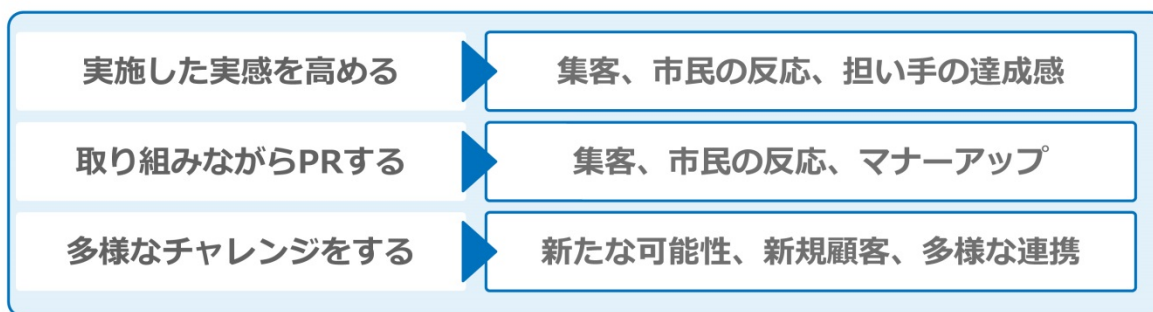 実施した実感を高める
集客、市民の反応、担い手の達成感
取り組みながらPRする
集客、市民の反応、マナーアップ
多様なチャレンジをする
新たな可能性、新規顧客、多様な連携